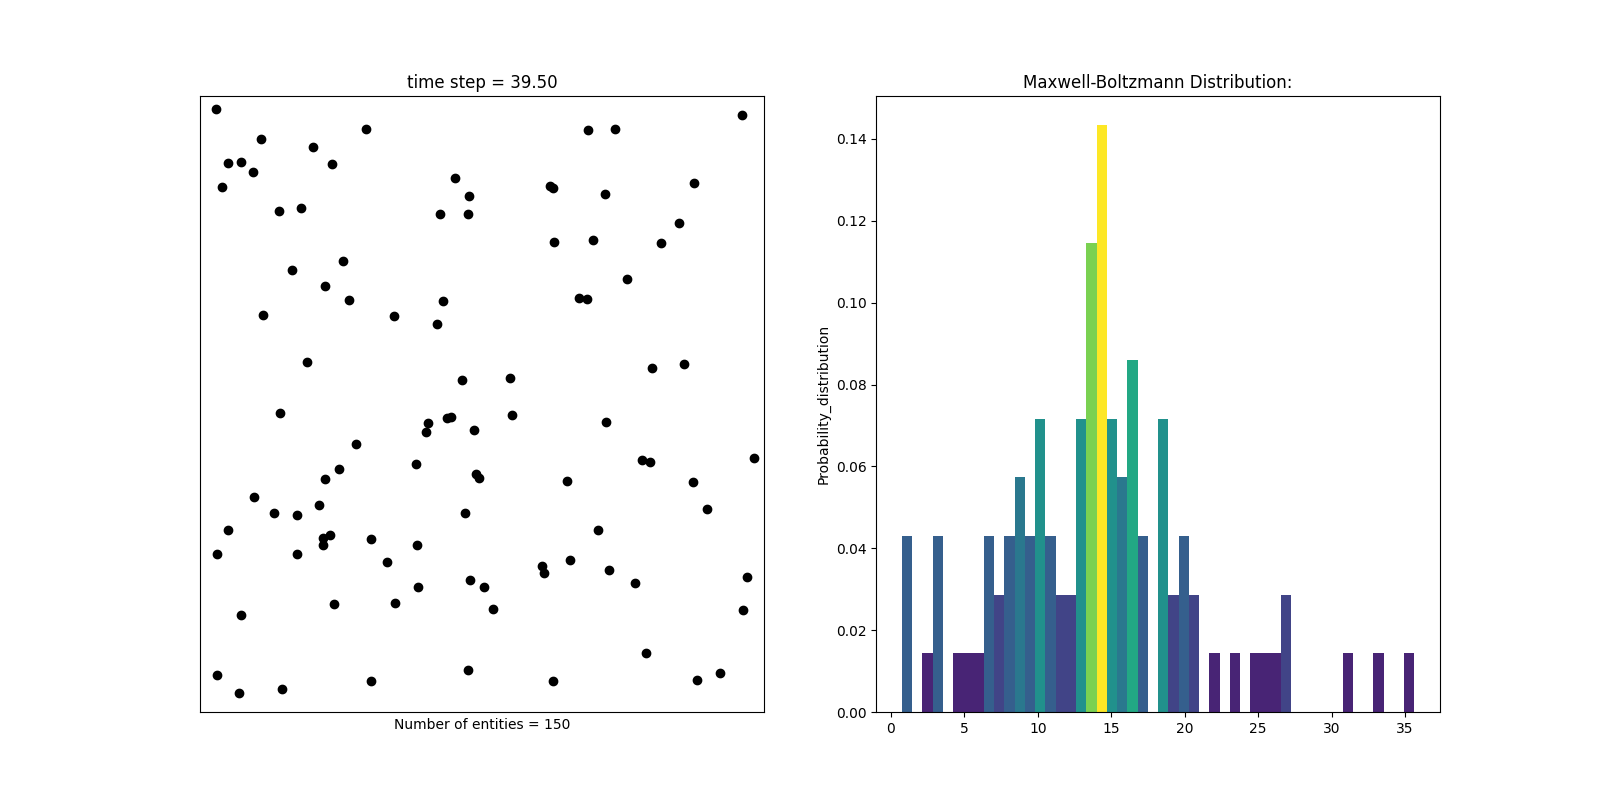 time step = 39.50
Number of entities = 150
Maxwell-Boltzmann Distribution:
Probability_distribution
0.14
0.12
0.10
0.08
0.06
0.04
0.02
0.00
0 5 10 15 20 25 30 35